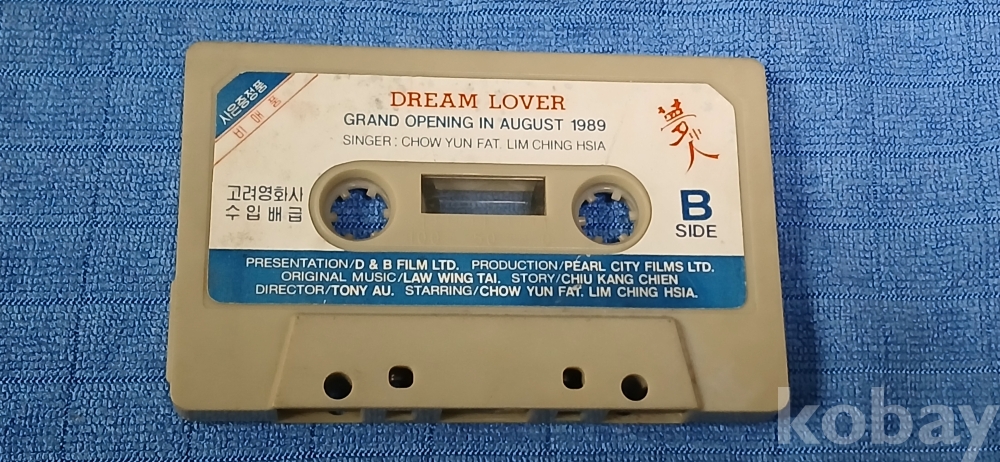 시은증정품
비매품
DREAM LOVER
GRAND OPENING IN AUGUST 1989
SINGER : CHOW YUN FAT. LIM CHING HSIA
夢中人
고려영화사
수입배급
B
SIDE
PRESENTATION/D & B FILM LTD. PRODUCTION/PEARL CITY FILMS LTD.
ORIGINAL MUSIC/LAW WING TAI. STORY/CHIU KANG CHIEN
DIRECTOR/TONY AU. STARRING/CHOW YUN FAT. LIM CHING HSIA.
kobay